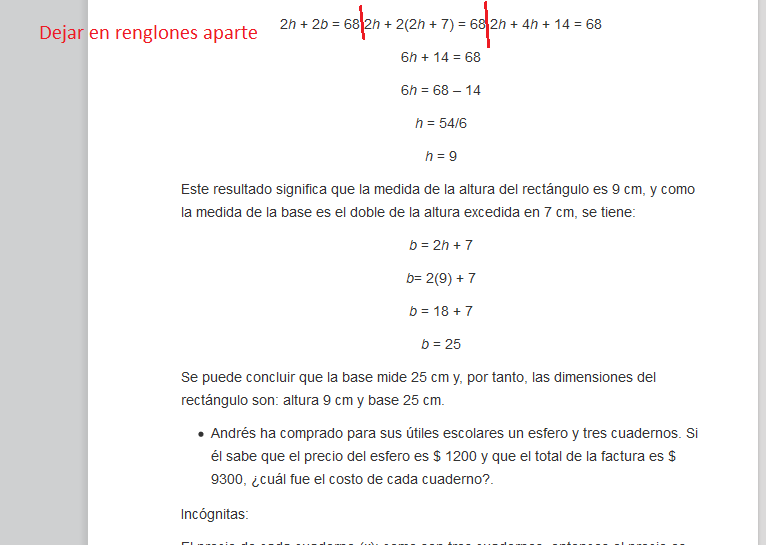 Dejar en renglones aparte
2h + 2b = 68 2h + 2(2h + 7) = 68 2h + 4h + 14 = 68
6h + 14 = 68
6h = 68 – 14
h = 54/6
h = 9
Este resultado significa que la medida de la altura del rectángulo es 9 cm, y como
la medida de la base es el doble de la altura excedida en 7 cm, se tiene:
b = 2h + 7
b= 2(9) + 7
b = 18 + 7
b = 25
Se puede concluir que la base mide 25 cm y, por tanto, las dimensiones del
rectángulo son: altura 9 cm y base 25 cm.
• Andrés ha comprado para sus útiles escolares un esfero y tres cuadernos. Si
él sabe que el precio del esfero es $ 1200 y que el total de la factura es $
9300, ¿cuál fue el costo de cada cuaderno?.
Incógnitas: